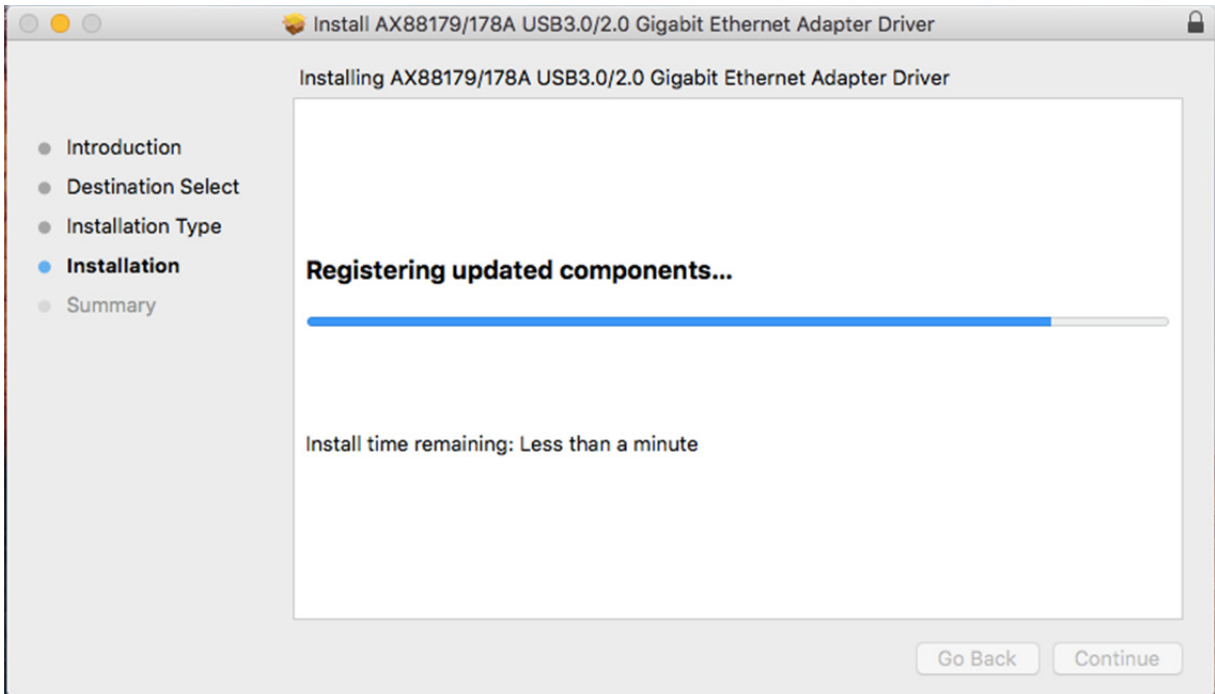 Install AX88179/178A USB3.0/2.0 Gigabit Ethernet Adapter Driver
Installing AX88179/178A USB3.0/2.0 Gigabit Ethernet Adapter Driver
Introduction
Destination Select
Installation Type
Installation
Summary
Registering updated components...
Install time remaining: Less than a minute
Go Back
Continue